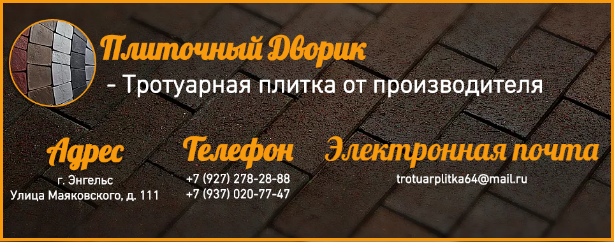 Плиточный Дворик
- Тротуарная плитка от производителя
Адрес
г. Энгельс
Улица Маяковского, д. 111
Телефон
+7 (927) 278-28-88
+7 (937) 020-77-47
Электронная почта
trotuarplitka64@mail.ru